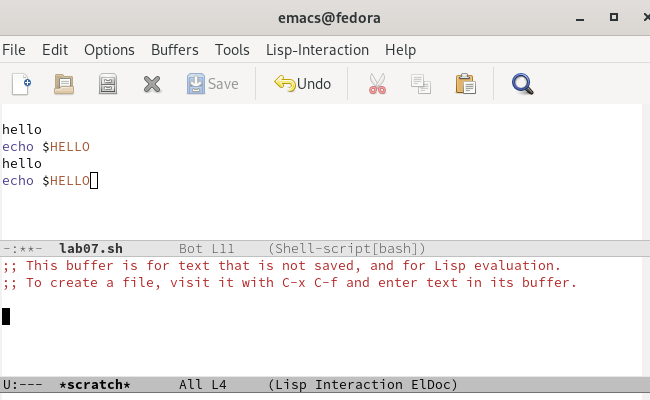 emacs@fedora
File Edit Options Buffers Tools Lisp-Interaction Help
Save Undo
hello
echo $HELLO
hello
echo $HELLO
-:**- lab07.sh Bot L11 (Shell-script[bash])
;; This buffer is for text that is not saved, and for Lisp evaluation.
;; To create a file, visit it with C-x C-f and enter text in its buffer.
U:--- *scratch* All L4 (Lisp Interaction ElDoc)